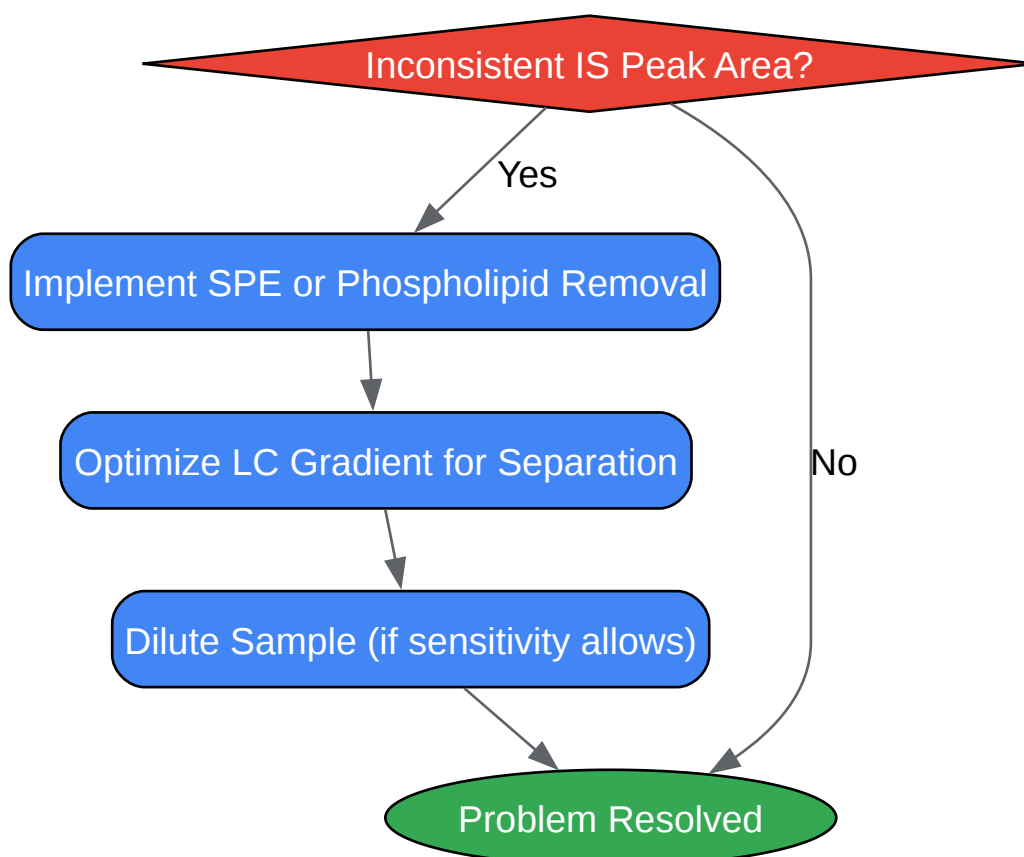 Inconsistent IS Peak Area?
Yes
Implement SPE or Phospholipid Removal
Optimize LC Gradient for Separation
No
Dilute Sample (if sensitivity allows)
Problem Resolved